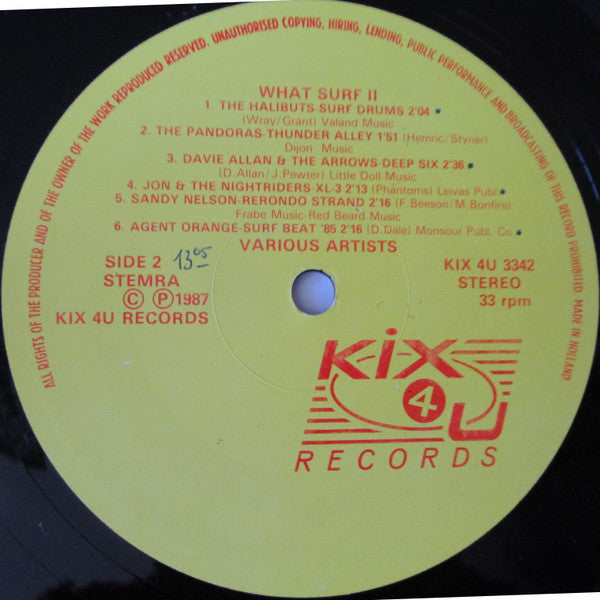 ALL RIGHTS OF THE PRODUCER AND OF THE OWNER OF THE WORK REPRODUCED RESERVED. UNAUTHORISED COPYING, HIRING, LENDING, PUBLIC PERFORMANCE AND BROADCASTING OF THIS RECORD PROHIBITED. MADE IN HOLLAND
WHAT SURF II
1. THE HALIBUTS-SURF DRUMS 2'04
(Wray/Grant) Valand Music
2. THE PANDORAS-THUNDER ALLEY 1'51 (Hemric/Styner)
Dijon Music
3. DAVIE ALLAN & THE ARROWS-DEEP SIX 2'36
(D.Allan/J.Pewter) Little Doll Music
4. JON & THE NIGHTRIDERS-XL-3 2'13 (Phantoms) Leivas Publ.
5. SANDY NELSON-RERONDO STRAND 2'16 (F.Beeson/M.Bonfire)
Frabe Music Red Beard Music
6. AGENT ORANGE-SURF BEAT '85 2'16 (D.Dale) Monsour Publ. Co
VARIOUS ARTISTS
SIDE 2 13 05
STEMRA
© ℗ 1987
KIX 4U RECORDS
KIX 4U 3342
STEREO
33 rpm
KiX
4
U
RECORDS